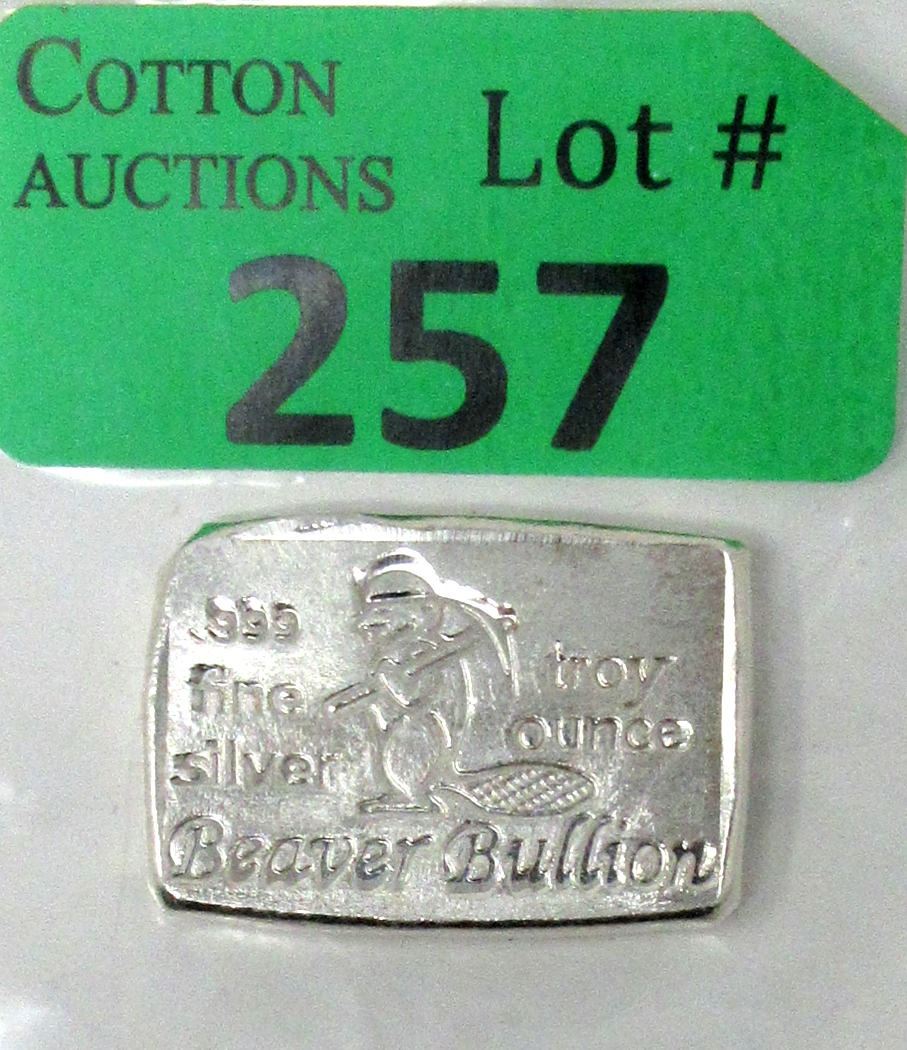 COTTON
AUCTIONS
Lot #
257
.999
fine
silver
troy
ounce
Beaver Bullion